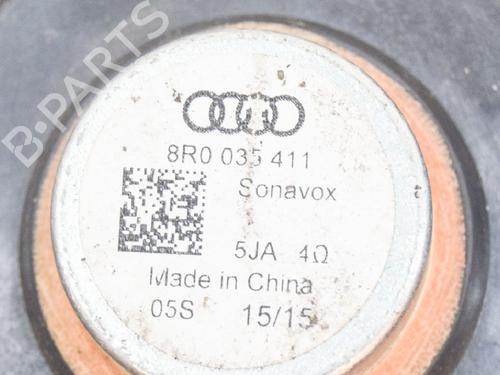 B-PARTS
8R0 035 411
Sonavox
5JA 4Ω
Made in China
05S 15/15